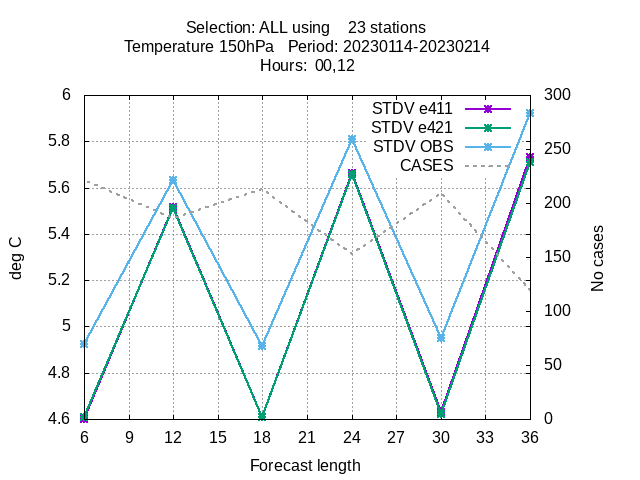 Selection: ALL using    23 stations
Temperature 150hPa   Period: 20230114-20230214
Hours:  00,12
STDV e411
STDV e421
STDV OBS
CASES
6
5.8
5.6
5.4
5.2
5
4.8
4.6
deg C
300
250
200
150
100
50
0
No cases
6 9 12 15 18 21 24 27 30 33 36
Forecast length